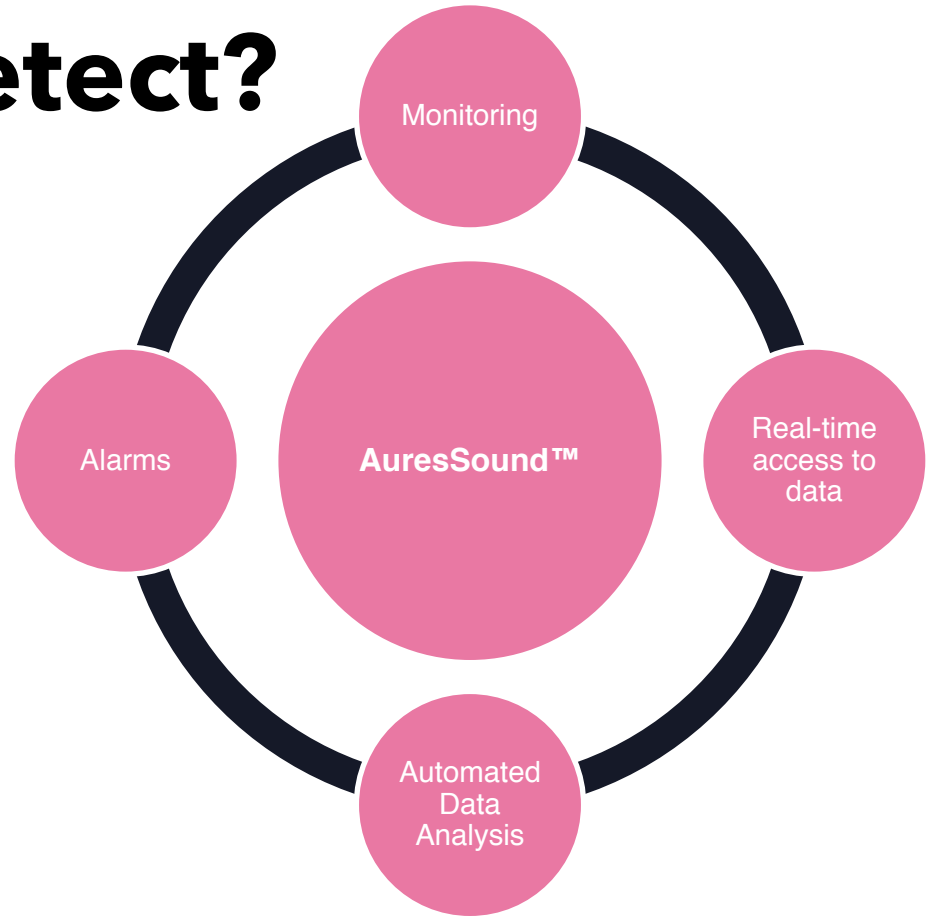 etect?
Monitoring
Alarms
AuresSound™
Real-time
access to
data
Automated
Data
Analysis